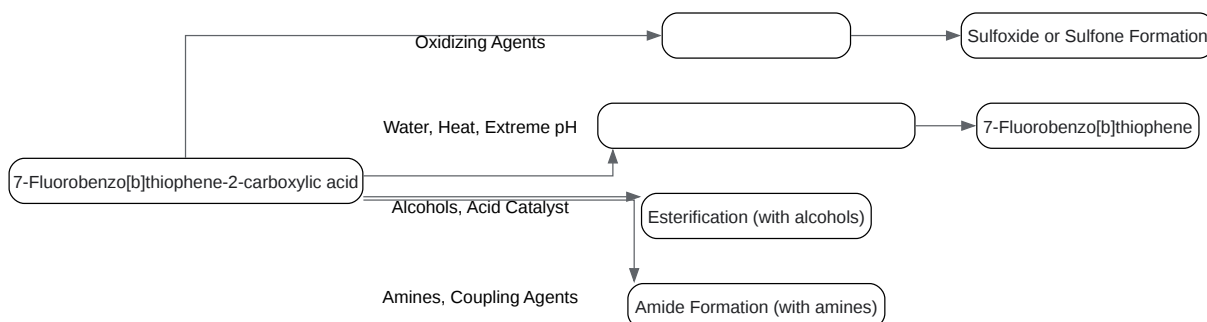 Oxidizing Agents
Sulfoxide or Sulfone Formation
Water, Heat, Extreme pH
7-Fluorobenzo[b]thiophene
7-Fluorobenzo[b]thiophene-2-carboxylic acid
Alcohols, Acid Catalyst
Esterification (with alcohols)
Amines, Coupling Agents
Amide Formation (with amines)